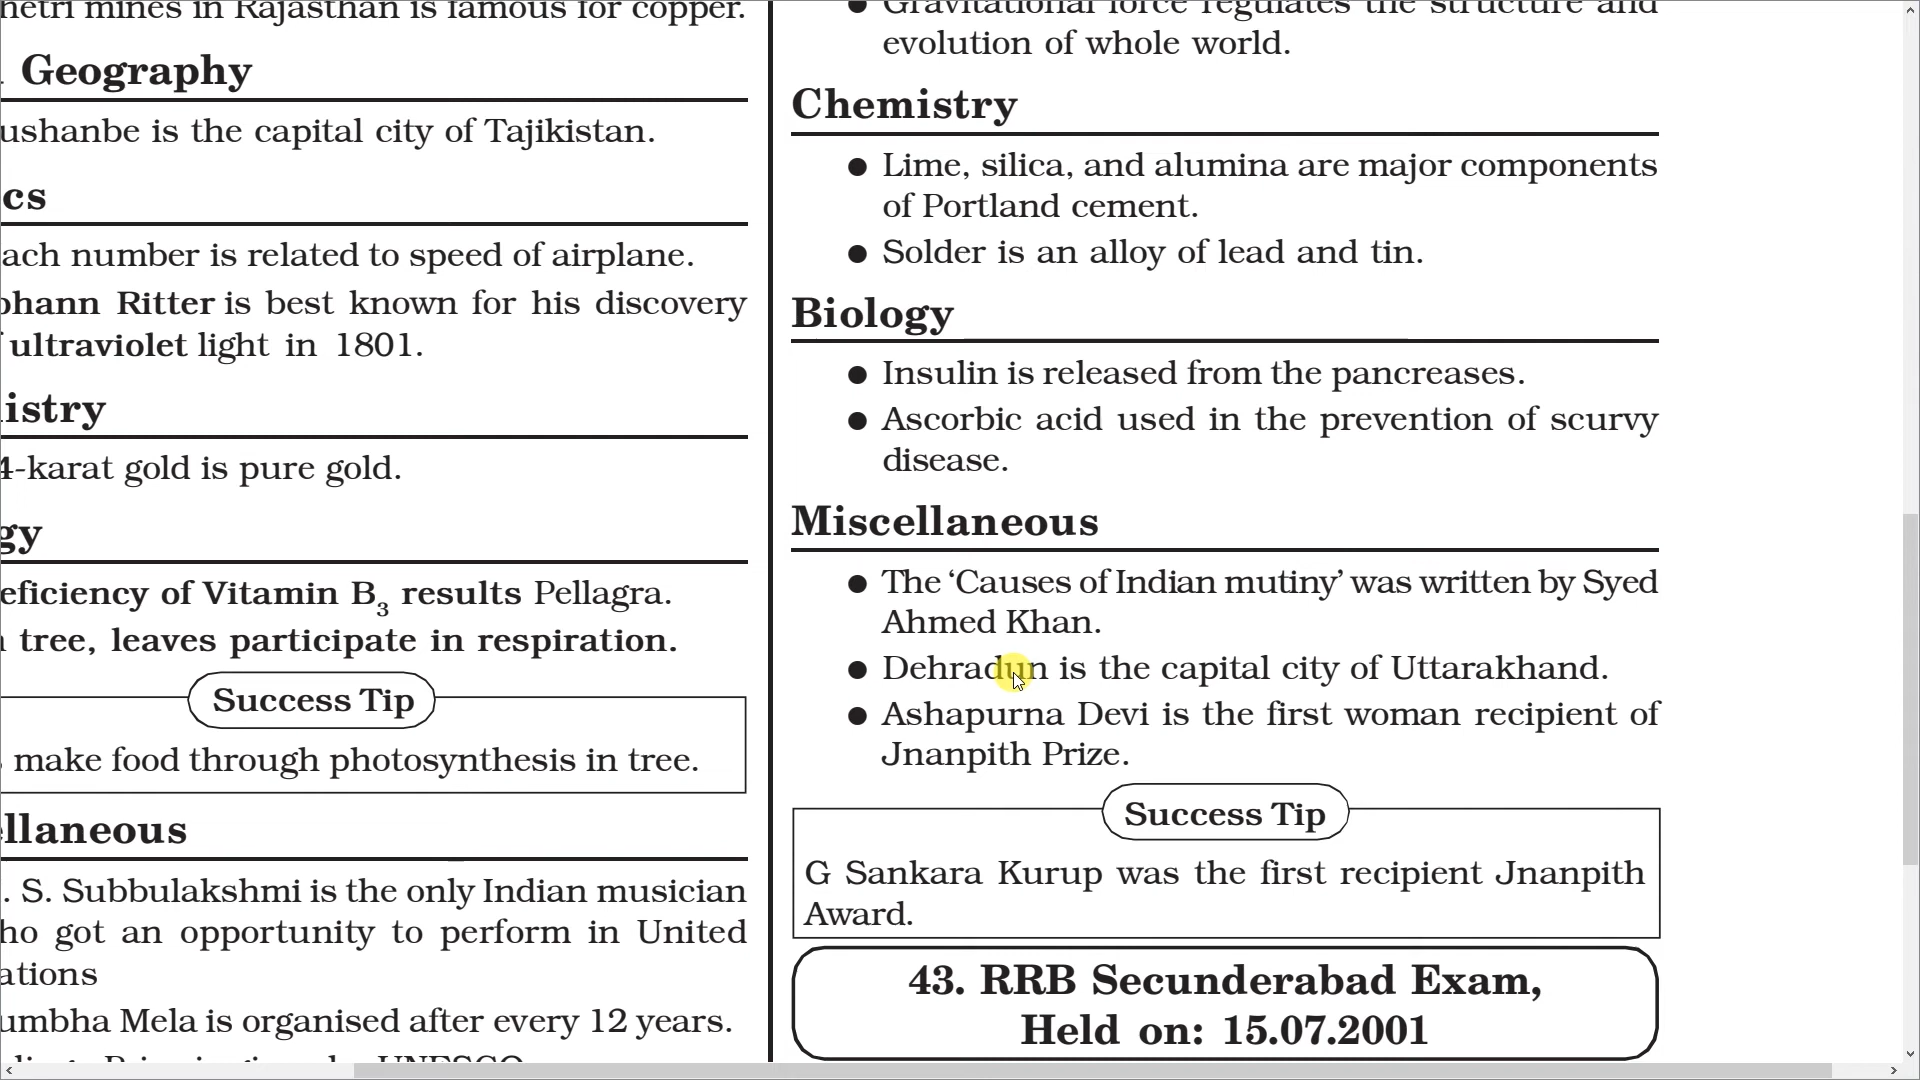 hetri mines in Rajasthan is famous for copper.
Geography
ushanbe is the capital city of Tajikistan.
cs
ach number is related to speed of airplane.
ohann Ritter is best known for his discovery
ultraviolet light in 1801.
istry
4-karat gold is pure gold.
gy
eficiency of Vitamin B3 results Pellagra.
tree, leaves participate in respiration.
Success Tip
make food through photosynthesis in tree.
ellaneous
. S. Subbulakshmi is the only Indian musician
ho got an opportunity to perform in United
ations
umbha Mela is organised after every 12 years.
● Gravitational force regulates the structure and
evolution of whole world.
Chemistry
● Lime, silica, and alumina are major components
of Portland cement.
● Solder is an alloy of lead and tin.
Biology
● Insulin is released from the pancreases.
● Ascorbic acid used in the prevention of scurvy
disease.
Miscellaneous
● The ‘Causes of Indian mutiny’ was written by Syed
Ahmed Khan.
● Dehradun is the capital city of Uttarakhand.
● Ashapurna Devi is the first woman recipient of
Jnanpith Prize.
Success Tip
G Sankara Kurup was the first recipient Jnanpith
Award.
43. RRB Secunderabad Exam,
Held on: 15.07.2001